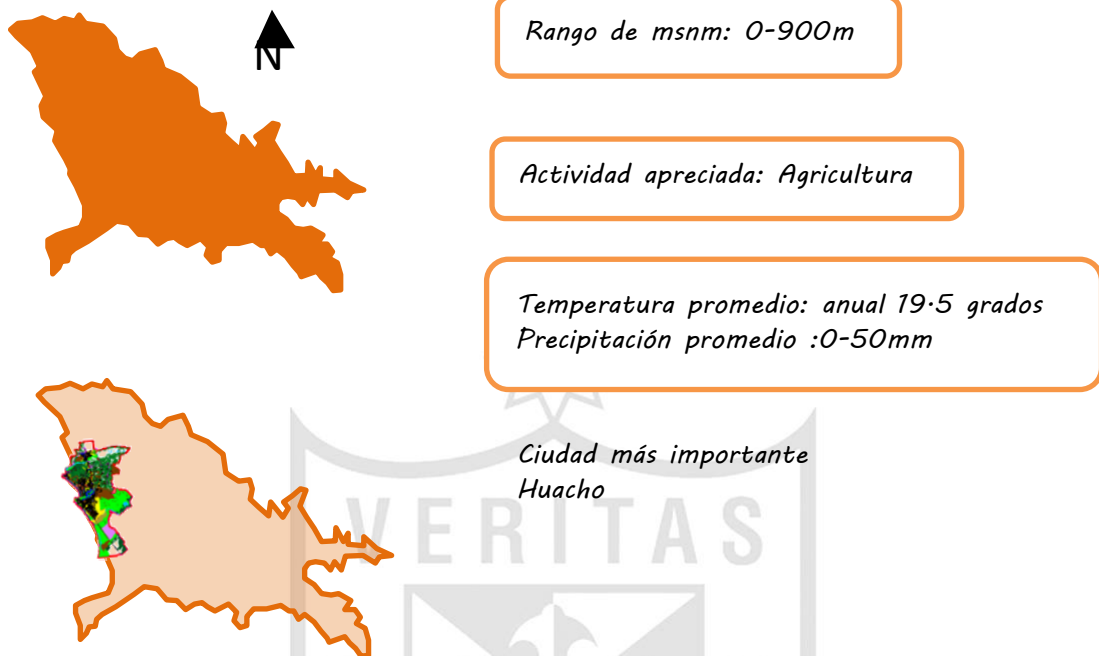 N
Rango de msnm: 0-900m
Actividad apreciada: Agricultura
Temperatura promedio: anual 19.5 grados
Precipitación promedio :0-50mm
Ciudad más importante
Huacho
VERITAS